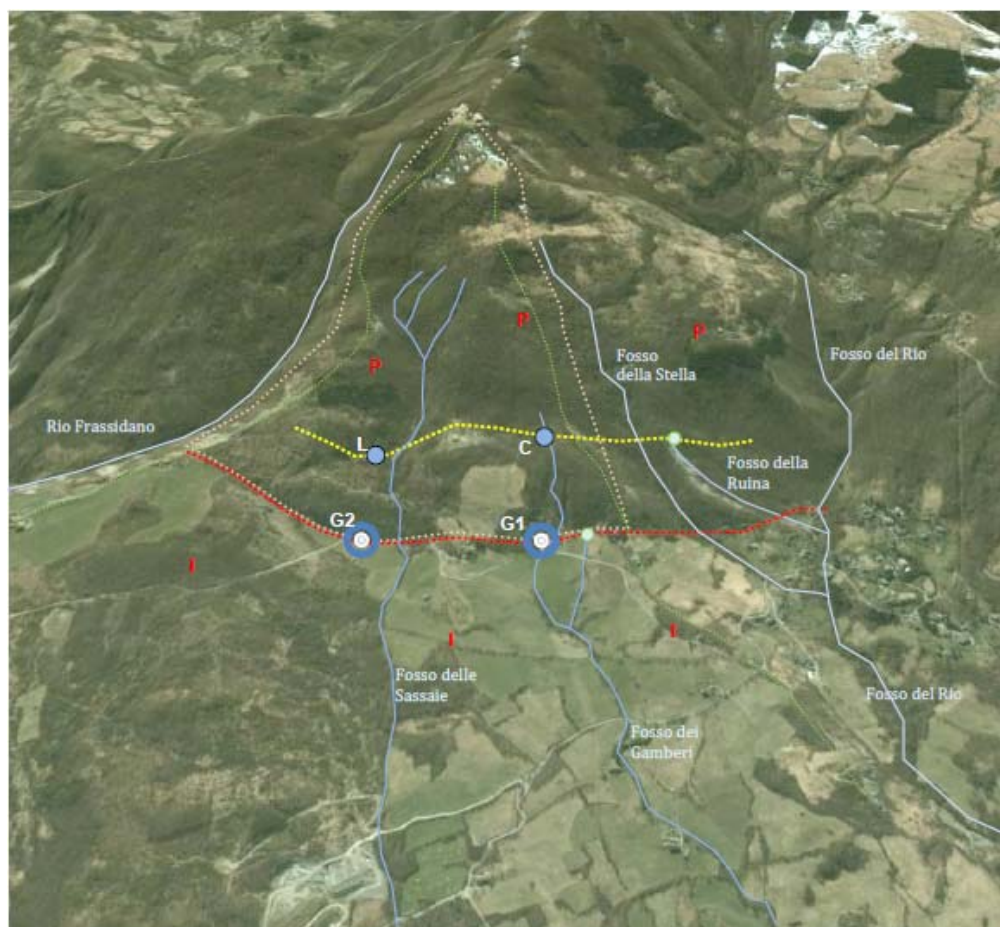 P
P
Fosso
della Stella
Fosso del Rio
P
Rio Frassidano
L
C
Fosso della
Ruina
G2
G1
I
I
I
Fosso delle
Sassaie
Fosso del Rio
Fosso dei
Gamberi